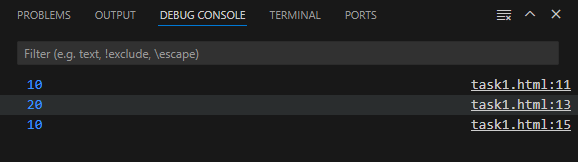 PROBLEMS OUTPUT DEBUG CONSOLE TERMINAL PORTS
Filter (e.g. text, !exclude, \escape)
10 task1.html:11
20 task1.html:13
10 task1.html:15